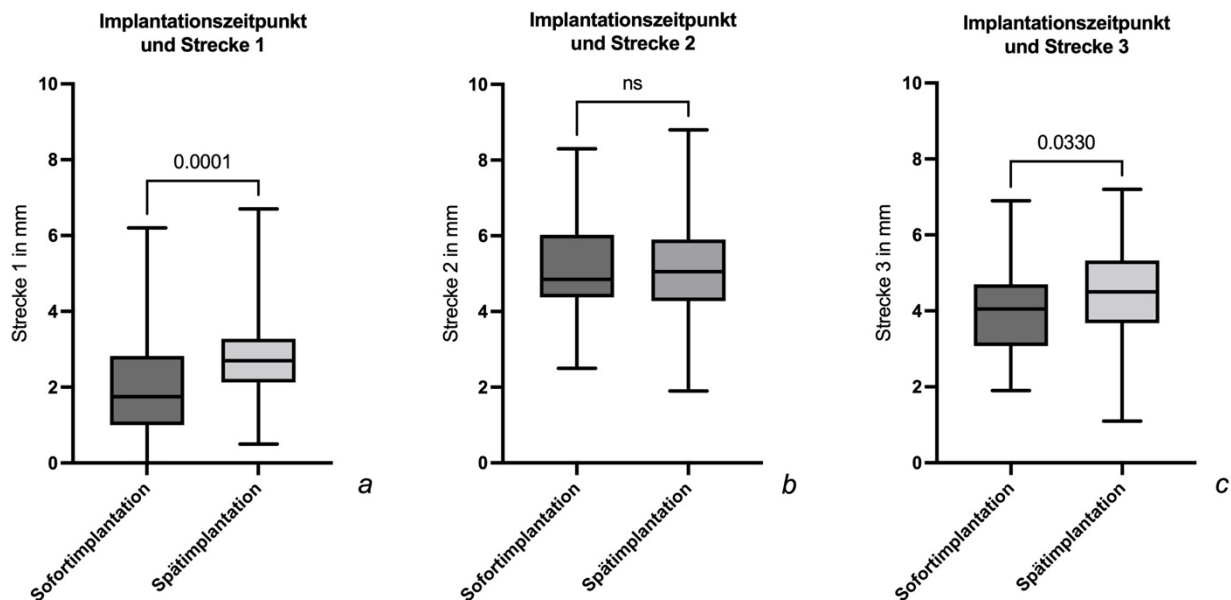 Implantationszeitpunkt
und Strecke 1
Strecke 1 in mm
10
8
6
4
2
0
0.0001
Sofortimplantation
Spätimplantation
a
Implantationszeitpunkt
und Strecke 2
Strecke 2 in mm
10
8
6
4
2
0
ns
Sofortimplantation
Spätimplantation
b
Implantationszeitpunkt
und Strecke 3
Strecke 3 in mm
10
8
6
4
2
0
0.0330
Sofortimplantation
Spätimplantation
c